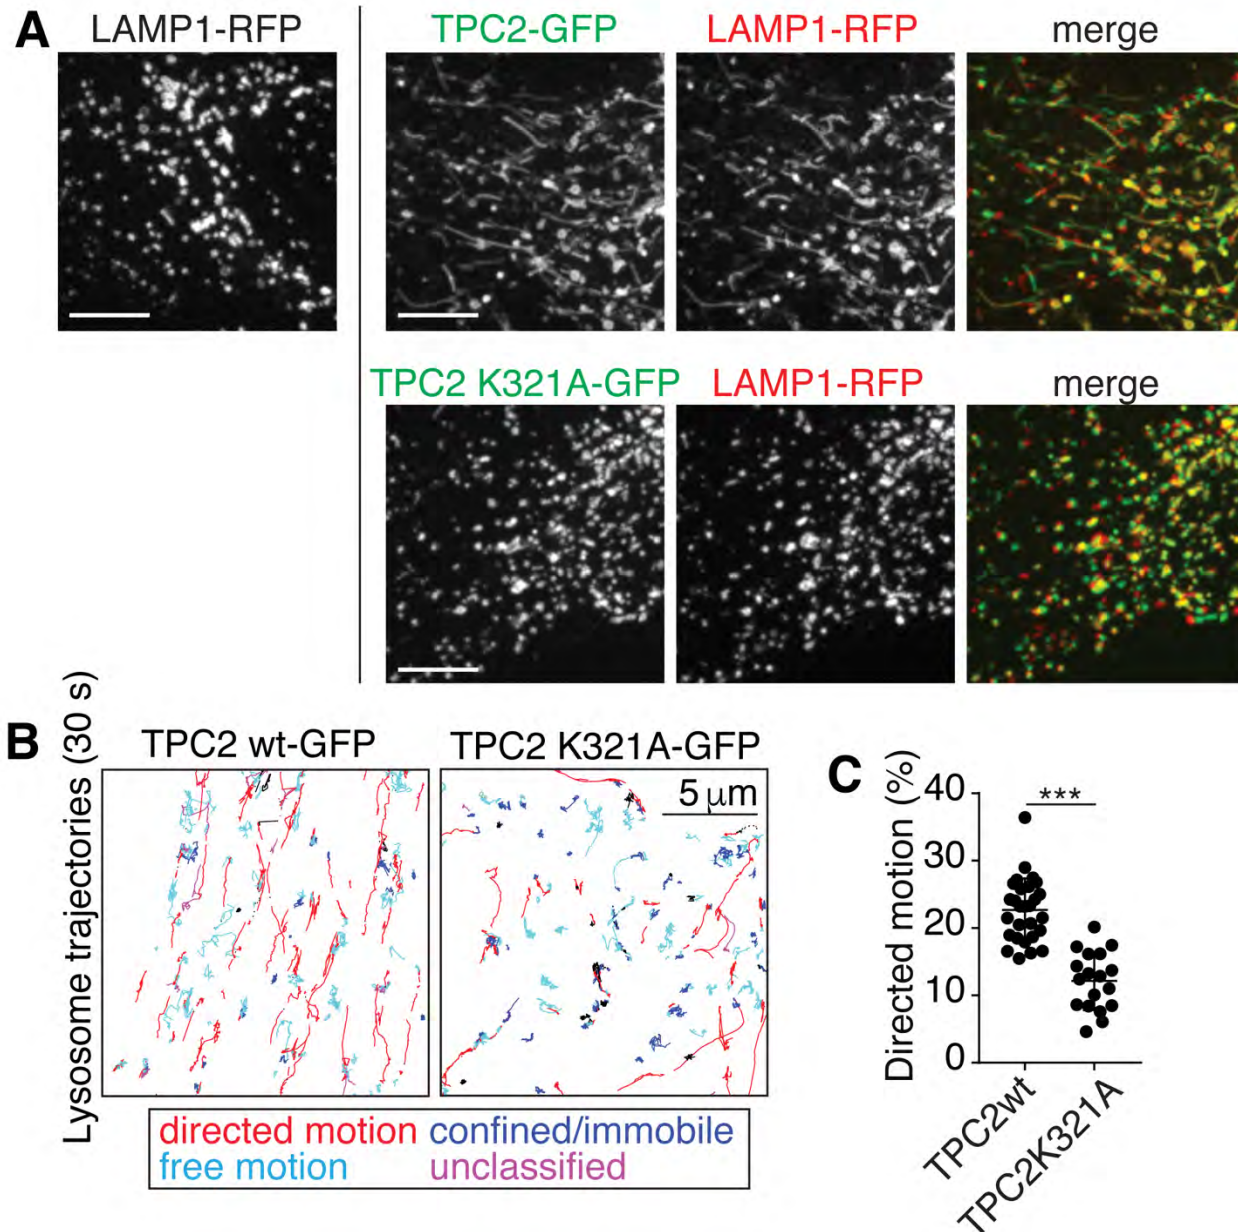 A
LAMP1-RFP
TPC2-GFP
LAMP1-RFP
merge
TPC2 K321A-GFP
LAMP1-RFP
merge
B
Lysosome trajectories (30 s)
TPC2 wt-GFP
TPC2 K321A-GFP
5 μm
directed motion confined/immobile
free motion unclassified
C
Directed motion (%)
40
30
20
10
0
***
TPC2wt
TPC2K321A